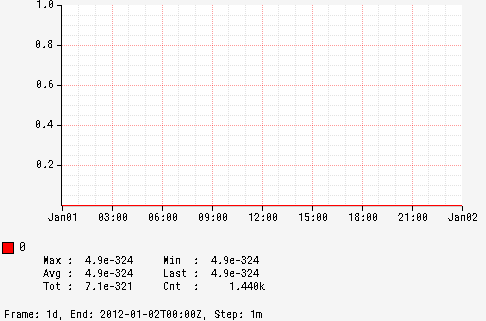 1.0
0.8
0.6
0.4
0.2
Jan01 03:00 06:00 09:00 12:00 15:00 18:00 21:00 Jan02
0
Max : 4.9e-324 Min : 4.9e-324
Avg : 4.9e-324 Last : 4.9e-324
Tot : 7.1e-321 Cnt : 1.440k
Frame: 1d, End: 2012-01-02T00:00Z, Step: 1m